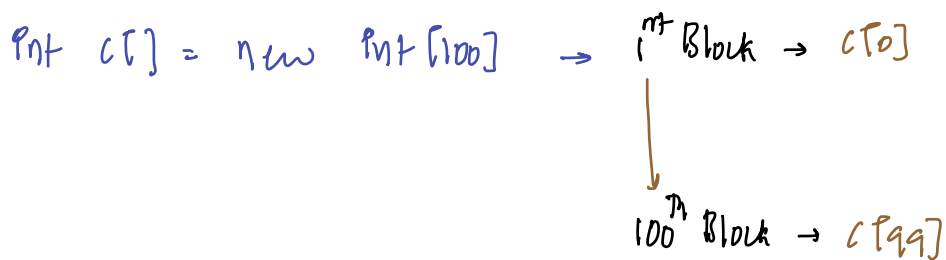 int c[] = new int[100] → 1st Block → c[0]
100th Block → c[99]